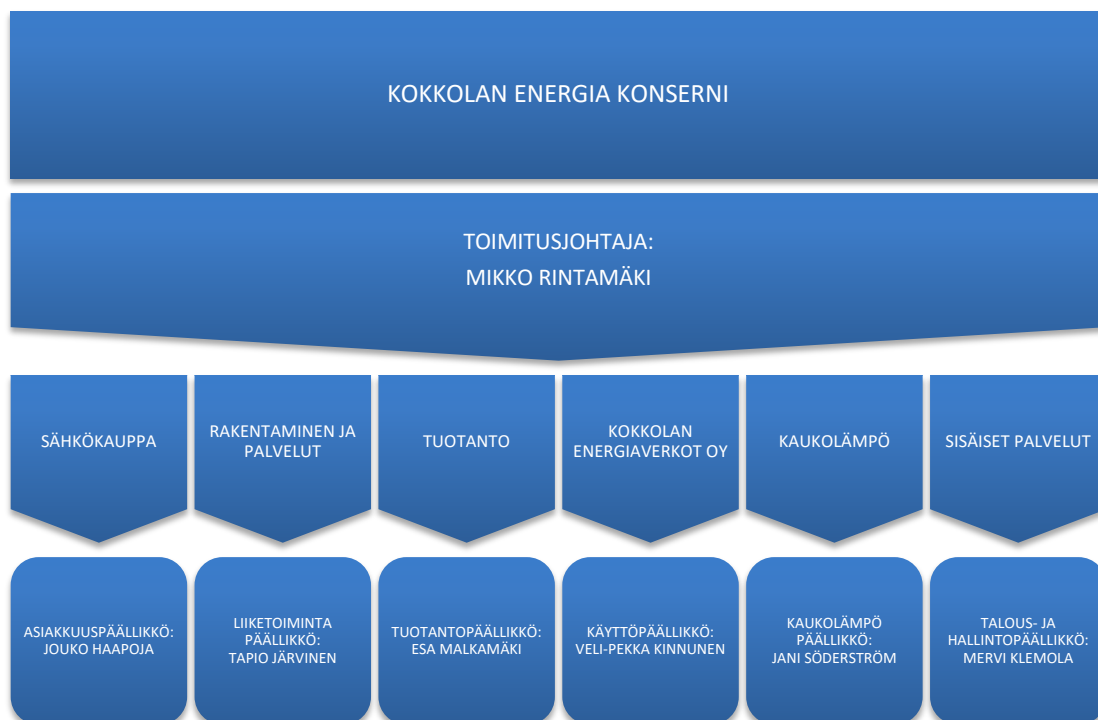 KOKKOLAN ENERGIA KONSERNI
TOIMITUSJOHTAJA:
MIKKO RINTAMÄKI
SÄHKÖKAUPPA
RAKENTAMINEN JA
PALVELUT
TUOTANTO
KOKKOLAN
ENERGIAVERKOT OY
KAUKOLÄMPÖ
SISÄISET PALVELUT
ASIAKKUUSPÄÄLLIKKÖ:
JOUKO HAAPOJA
LIIKETOIMINTA
PÄÄLLIKKÖ:
TAPIO JÄRVINEN
TUOTANTOPÄÄLLIKKÖ:
ESA MALKAMÄKI
KÄYTTÖPÄÄLLIKKÖ:
VELI-PEKKA KINNUNEN
KAUKOLÄMPÖ
PÄÄLLIKKÖ:
JANI SÖDERSTRÖM
TALOUS- JA
HALLINTOPÄÄLLIKKÖ:
MERVI KLEMOLA